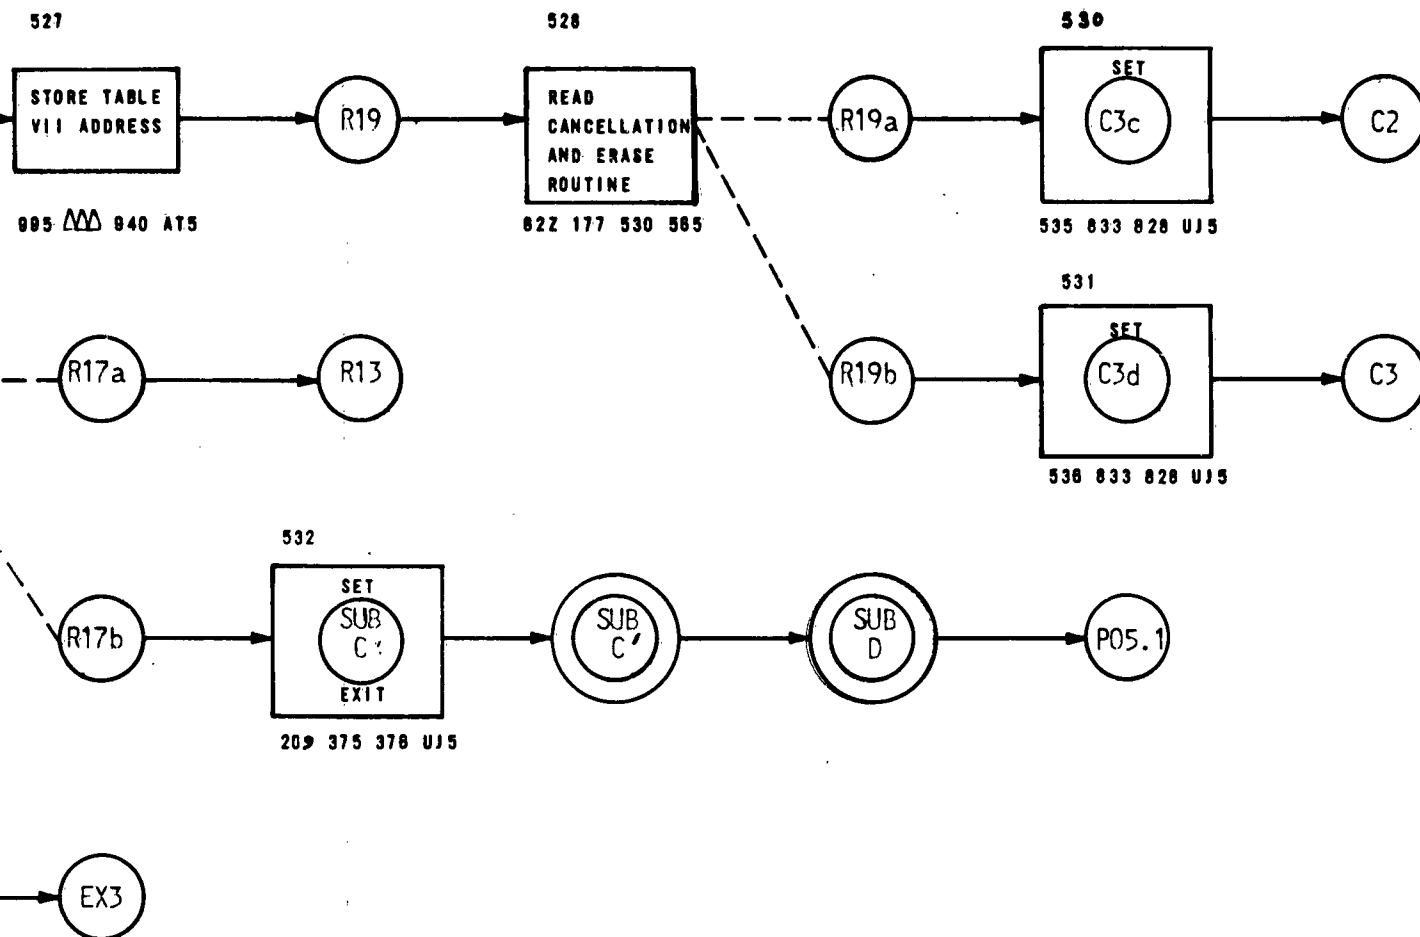 527
528
530
STORE TABLE
VII ADDRESS
R19
READ
CANCELLATION
AND ERASE
ROUTINE
R19a
SET
C3c
C2
995 ΔΔΔ 940 AT5
82Z 177 530 565
535 833 828 UJ5
531
R17a
R13
R19b
SET
C3d
C3
536 833 828 UJ5
532
R17b
SET
SUB
C
EXIT
SUB
C'
SUB
D
P05.1
209 375 378 UJ5
EX3